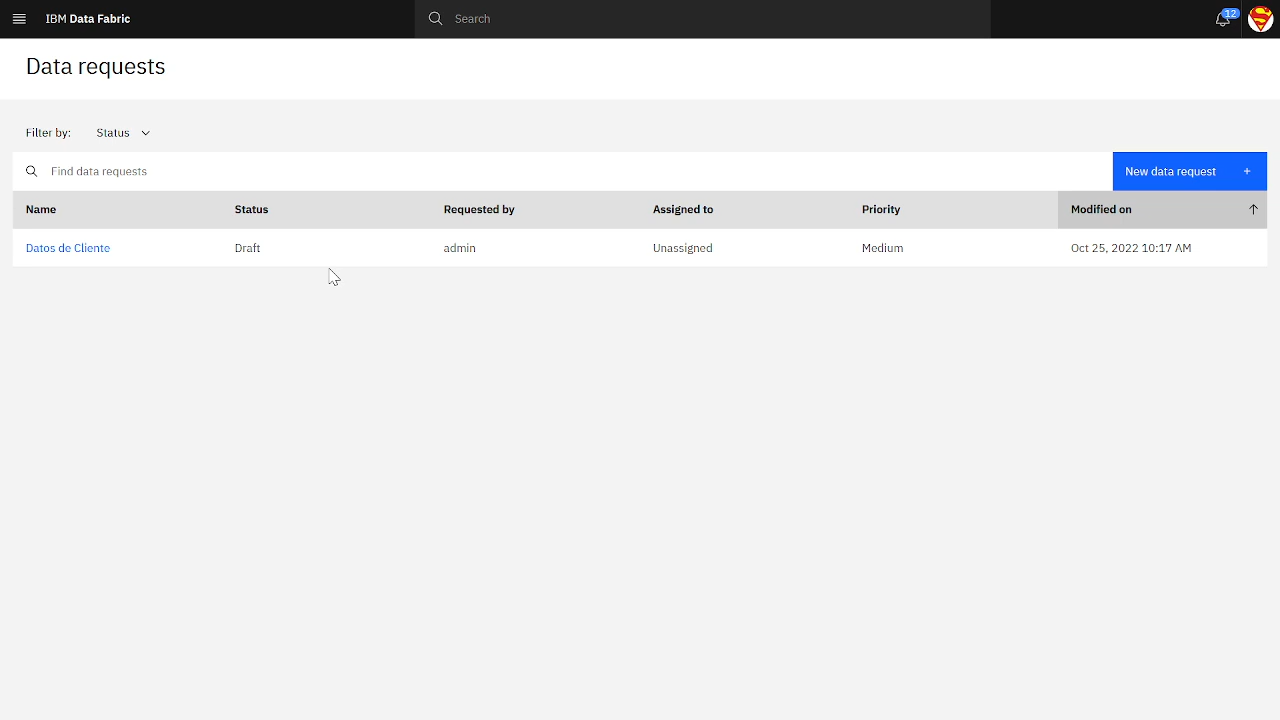 IBM Data Fabric
Search
12
Data requests
Filter by: Status
Find data requests
New data request +
Name Status Requested by Assigned to Priority Modified on
Datos de Cliente Draft admin Unassigned Medium Oct 25, 2022 10:17 AM